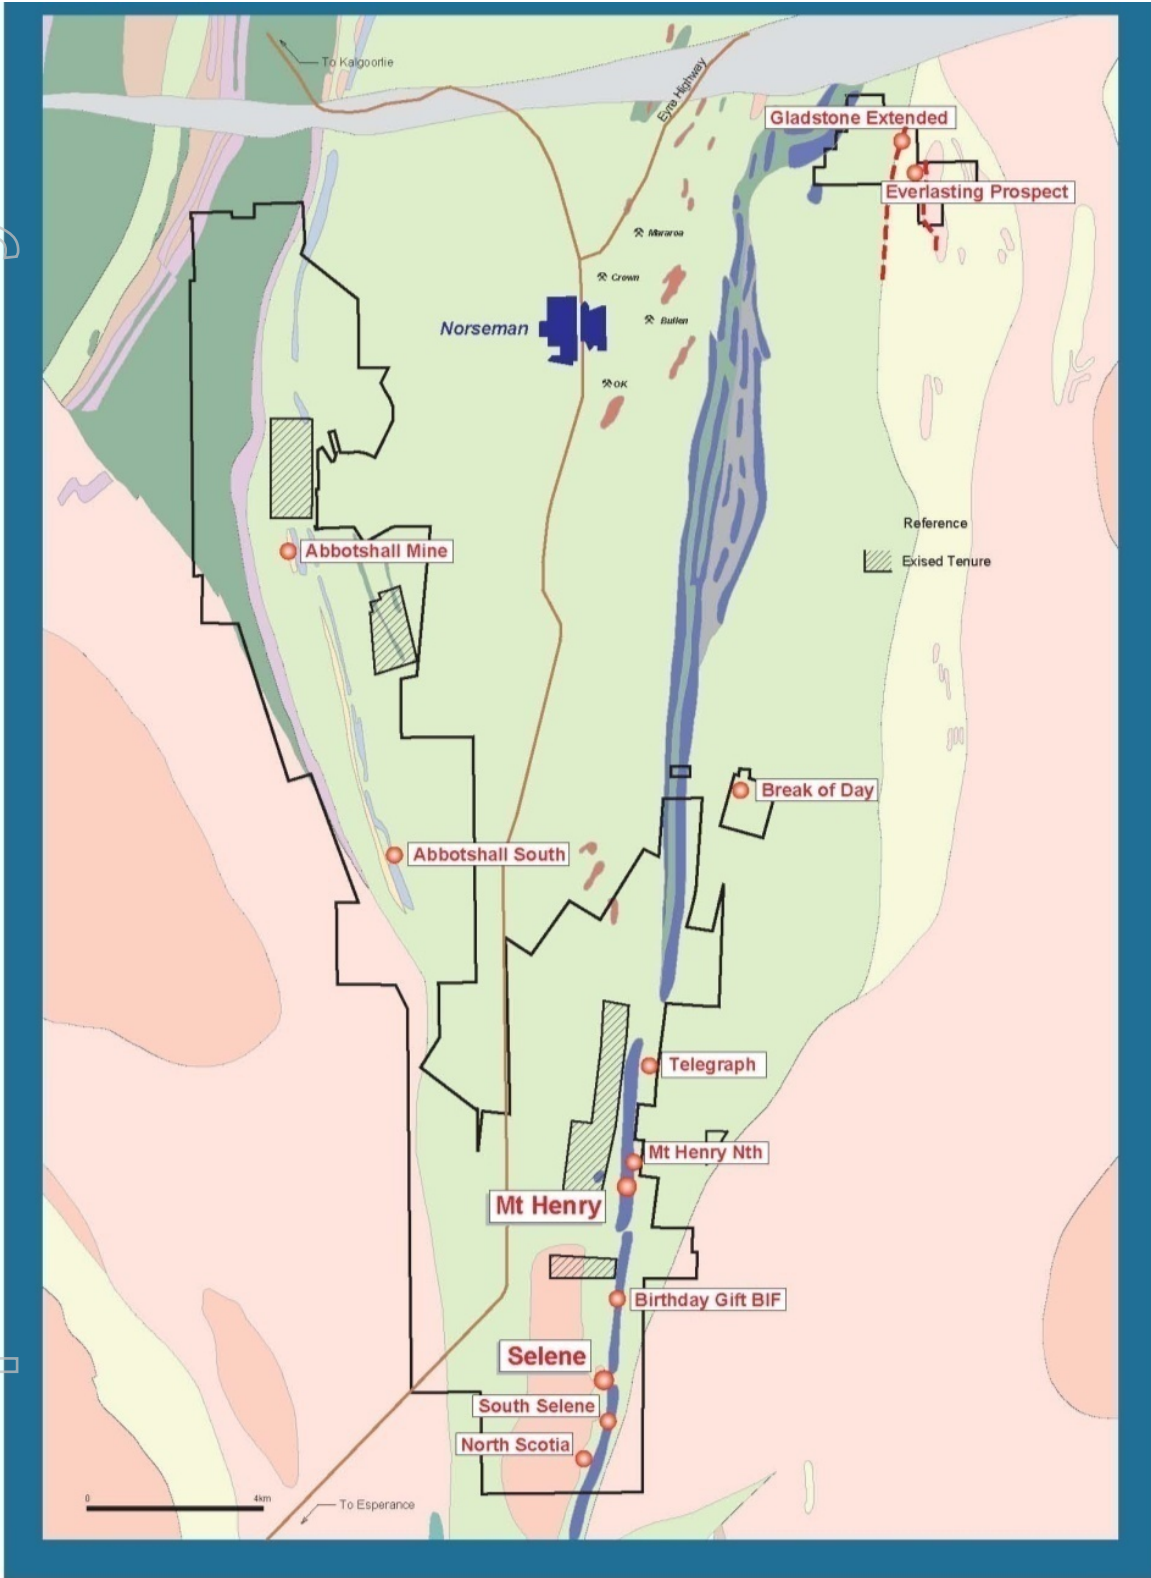 To Kalgoorlie
Eyre Highway
Gladstone Extended
Everlasting Prospect
Mararoa
Crown
Bullen
Norseman
OK
Reference
Exised Tenure
Abbotshall Mine
Break of Day
Abbotshall South
Telegraph
Mt Henry Nth
Mt Henry
Birthday Gift BIF
Selene
South Selene
North Scotia
0 4km
To Esperance